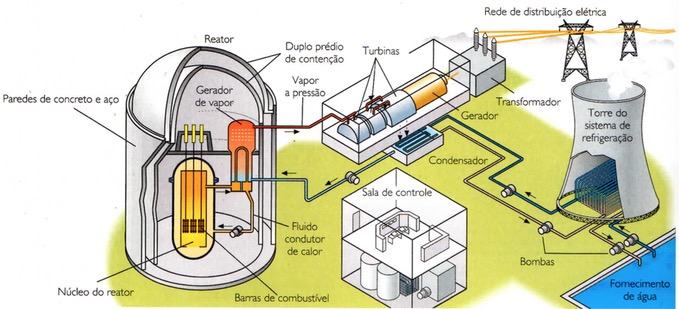 Rede de distribuição elétrica
Reator
Duplo prédio
de contenção
Turbinas
Paredes de concreto e aço
Gerador
de vapor
Vapor
a pressão
Transformador
Gerador
Torre do
sistema de
refrigeração
Condensador
Sala de controle
Fluido
condutor
de calor
Bombas
Núcleo do reator
Barras de combustível
Fornecimento
de água